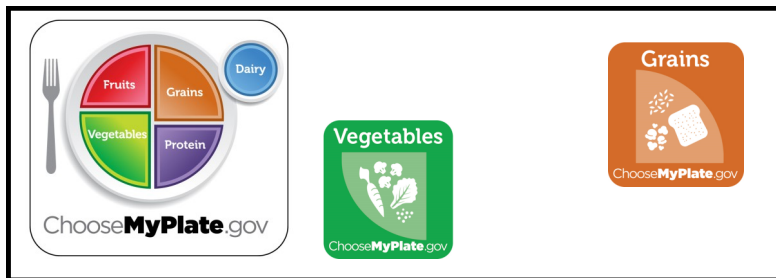 Fruits
Grains
Dairy
Vegetables
Protein
ChooseMyPlate.gov
Vegetables
ChooseMyPlate.gov
Grains
ChooseMyPlate.gov